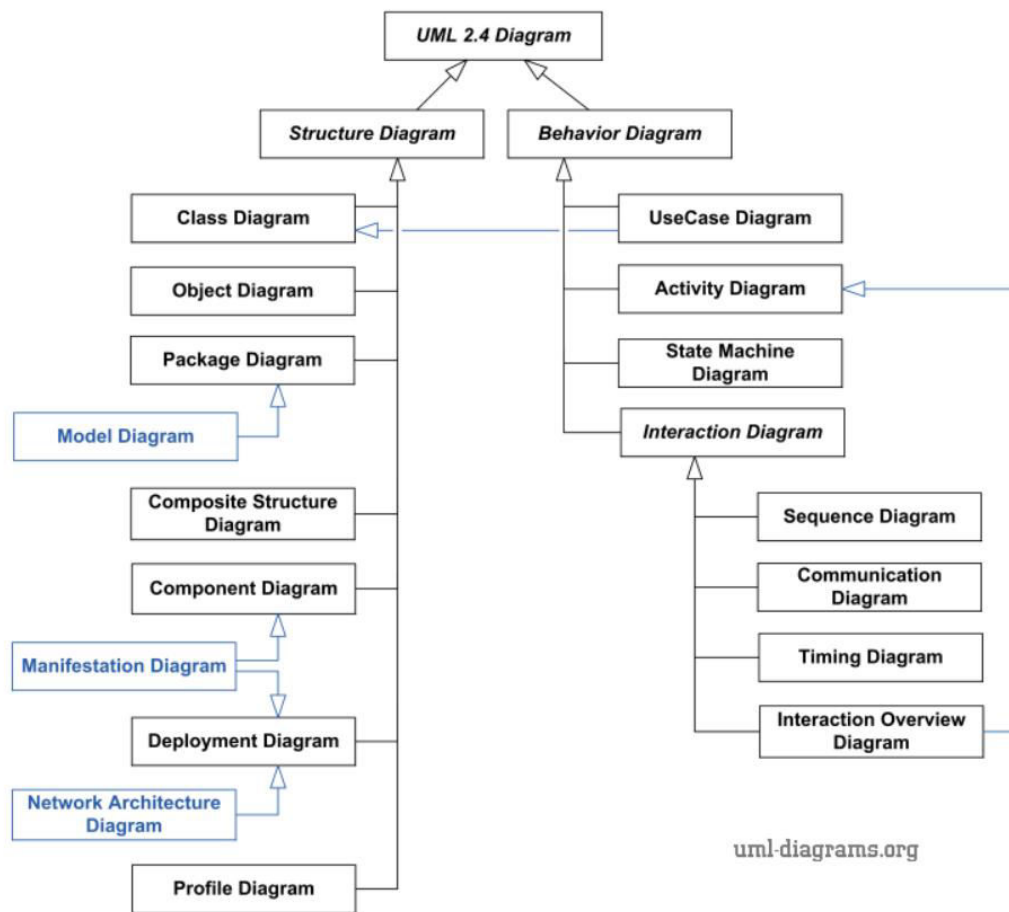 UML 2.4 Diagram
Structure Diagram
Behavior Diagram
Class Diagram
UseCase Diagram
Object Diagram
Activity Diagram
Package Diagram
State Machine
Diagram
Model Diagram
Interaction Diagram
Composite Structure
Diagram
Sequence Diagram
Component Diagram
Communication
Diagram
Manifestation Diagram
Timing Diagram
Deployment Diagram
Interaction Overview
Diagram
Network Architecture
Diagram
Profile Diagram
uml-diagrams.org